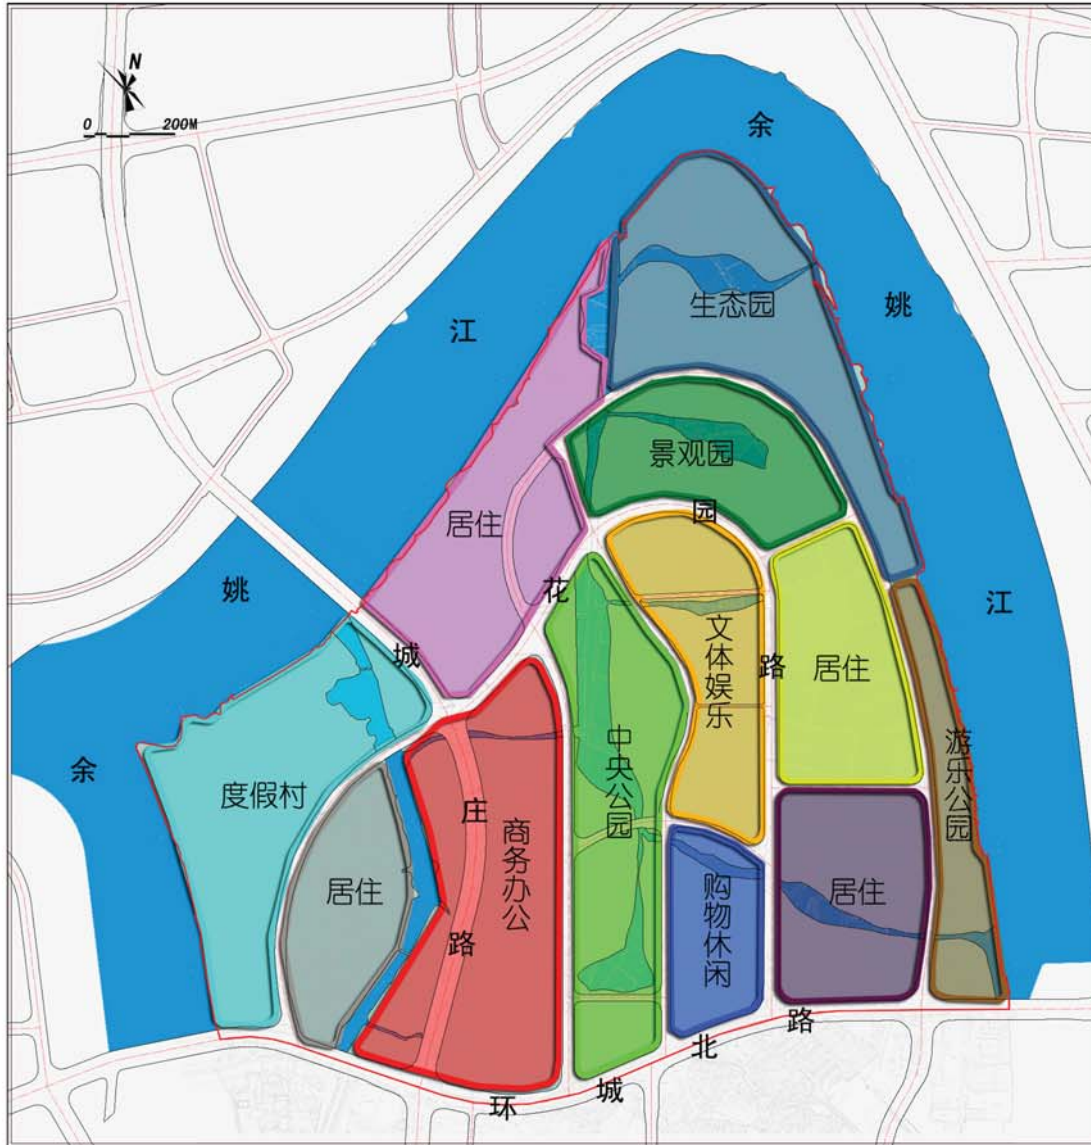 N
0 200M
余
姚
江
江
姚
余
江
生态园
景观园
居住
花
园
路
城
庄
路
文体娱乐
居住
度假村
中央公园
游乐公园
居住
商务办公
居住
购物休闲
环
城
北
路